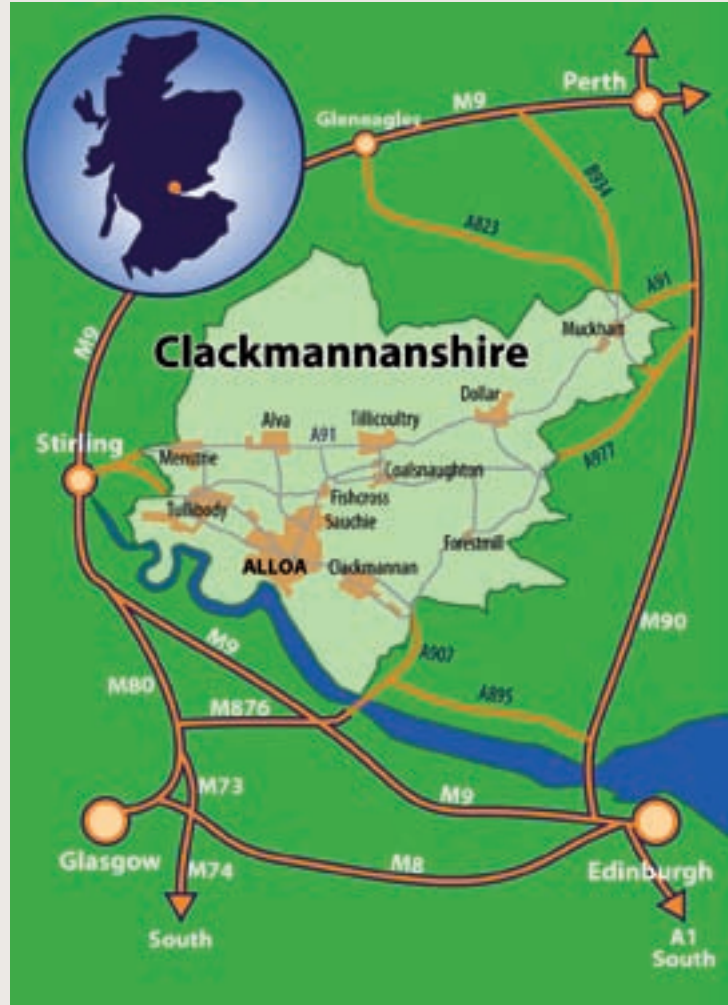 Perth
M9
Gleneagles
B934
A823
A91
M9
Muckhart
Clackmannanshire
Dollar
Alva
Tillicoultry
A91
Stirling
Menstrie
Coalsnaughton
A977
Fishcross
Tullibody
Sauchie
Forestmill
ALLOA
Clackmannan
M90
M9
A907
M80
A895
M876
M73
M9
Glasgow
M74
M8
Edinburgh
South
A1
South